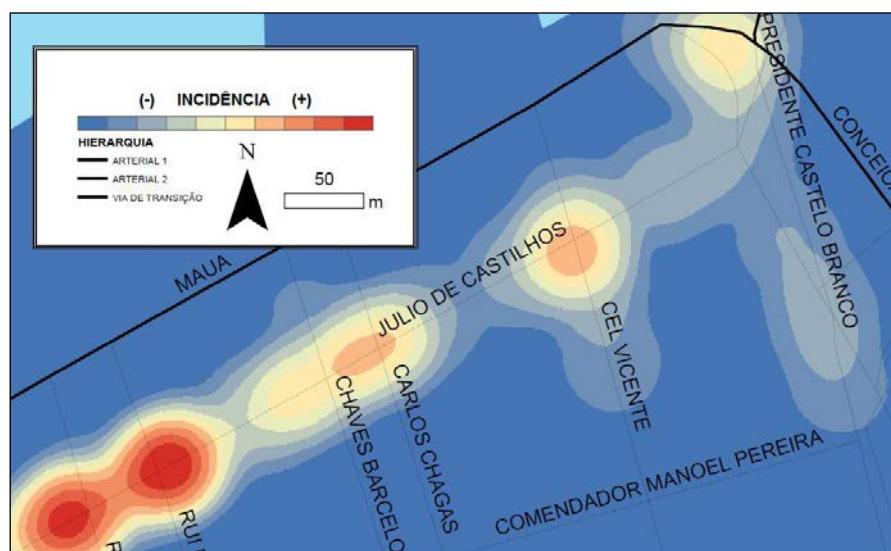 (-) INCIDÊNCIA (+)
HIERARQUIA
ARTERIAL 1
ARTERIAL 2
VIA DE TRANSIÇÃO
N
50
m
PRESIDENTE CASTELO BRANCO
CONCEIÇ
MAUA
JULIO DE CASTILHOS
CEL VICENTE
CHAVES BARCELO
CARLOS CHAGAS
COMENDADOR MANOEL PEREIRA
RUI
R